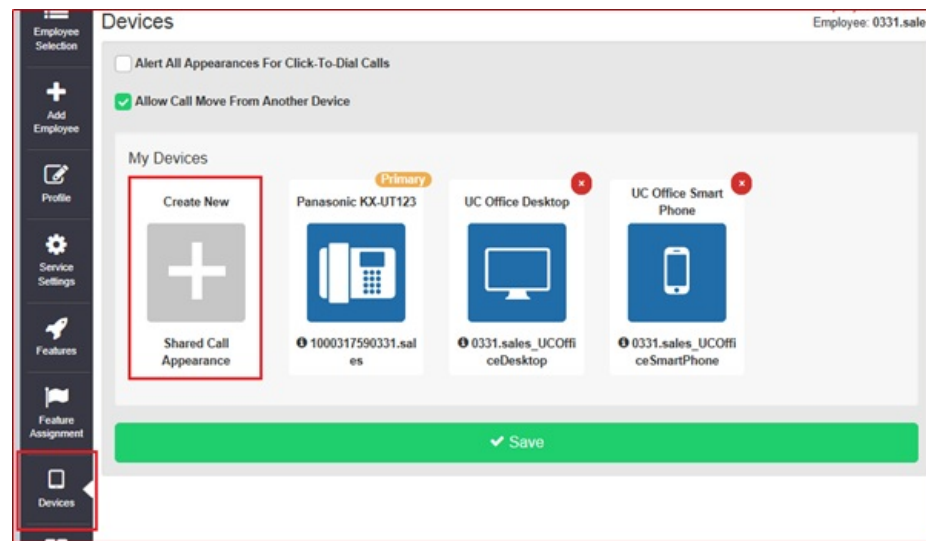 Employee
Selection
Add
Employee
Profile
Service
Settings
Features
Feature
Assignment
Devices
Devices
Employee: 0331.sale
Alert All Appearances For Click-To-Dial Calls
Allow Call Move From Another Device
My Devices
Create New
Shared Call
Appearance
Primary
Panasonic KX-UT123
1000317590331.sal
es
x
UC Office Desktop
0331.sales_UCOffi
ceDesktop
x
UC Office Smart
Phone
0331.sales_UCOffi
ceSmartPhone
Save